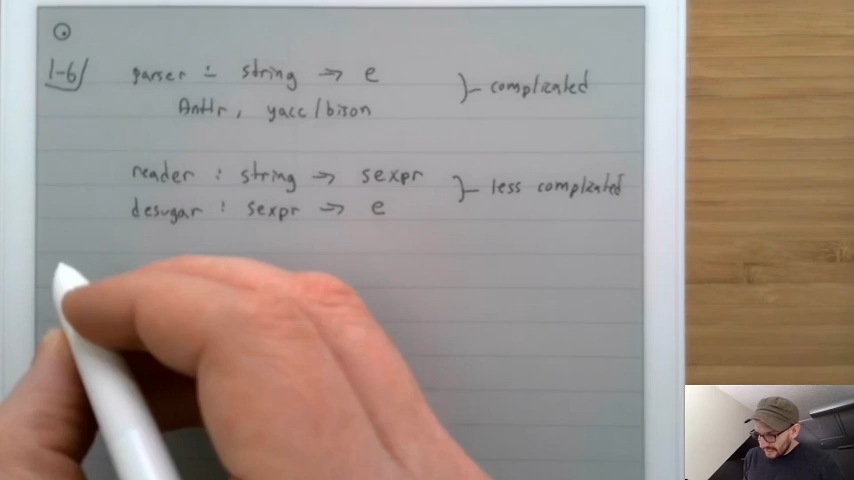 1-6/ parser : string → e }- complicated
Antlr, yacc/bison
reader : string → sexpr }- less complicated
desugar : sexpr → e